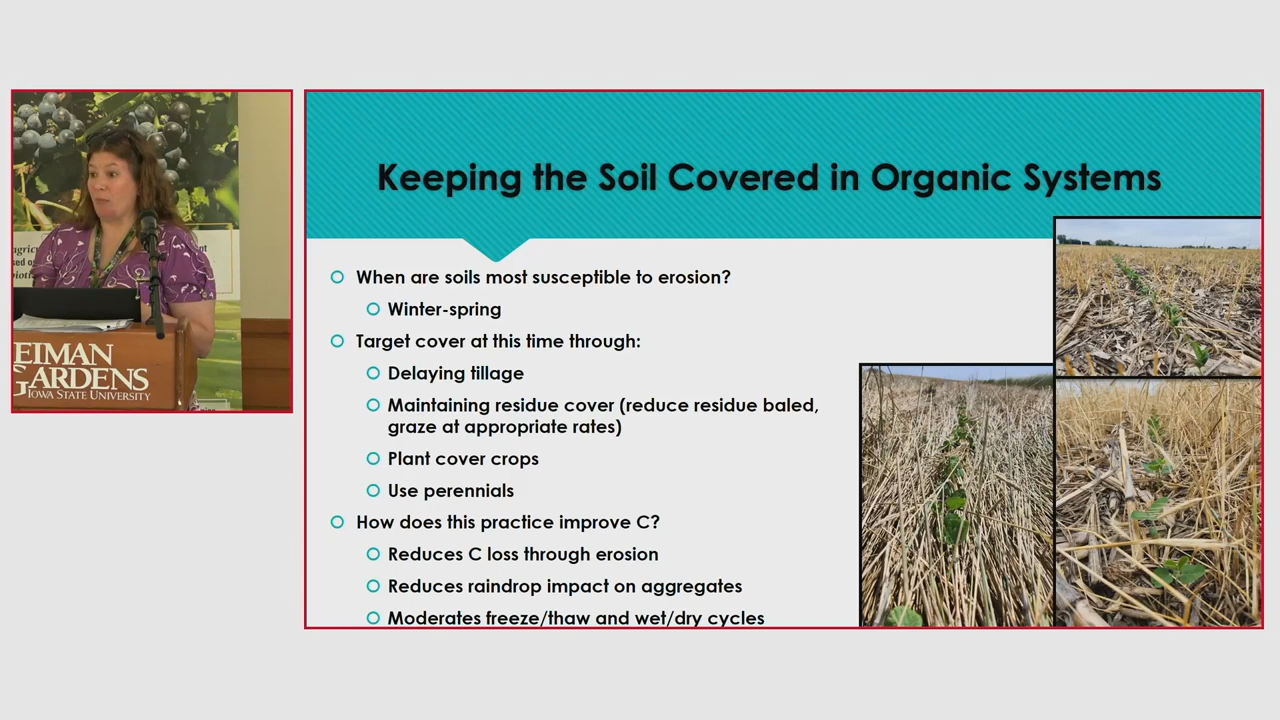 EIMAN
GARDENS
IOWA STATE UNIVERSITY
Keeping the Soil Covered in Organic Systems
When are soils most susceptible to erosion?
Winter-spring
Target cover at this time through:
Delaying tillage
Maintaining residue cover (reduce residue baled,
graze at appropriate rates)
Plant cover crops
Use perennials
How does this practice improve C?
Reduces C loss through erosion
Reduces raindrop impact on aggregates
Moderates freeze/thaw and wet/dry cycles